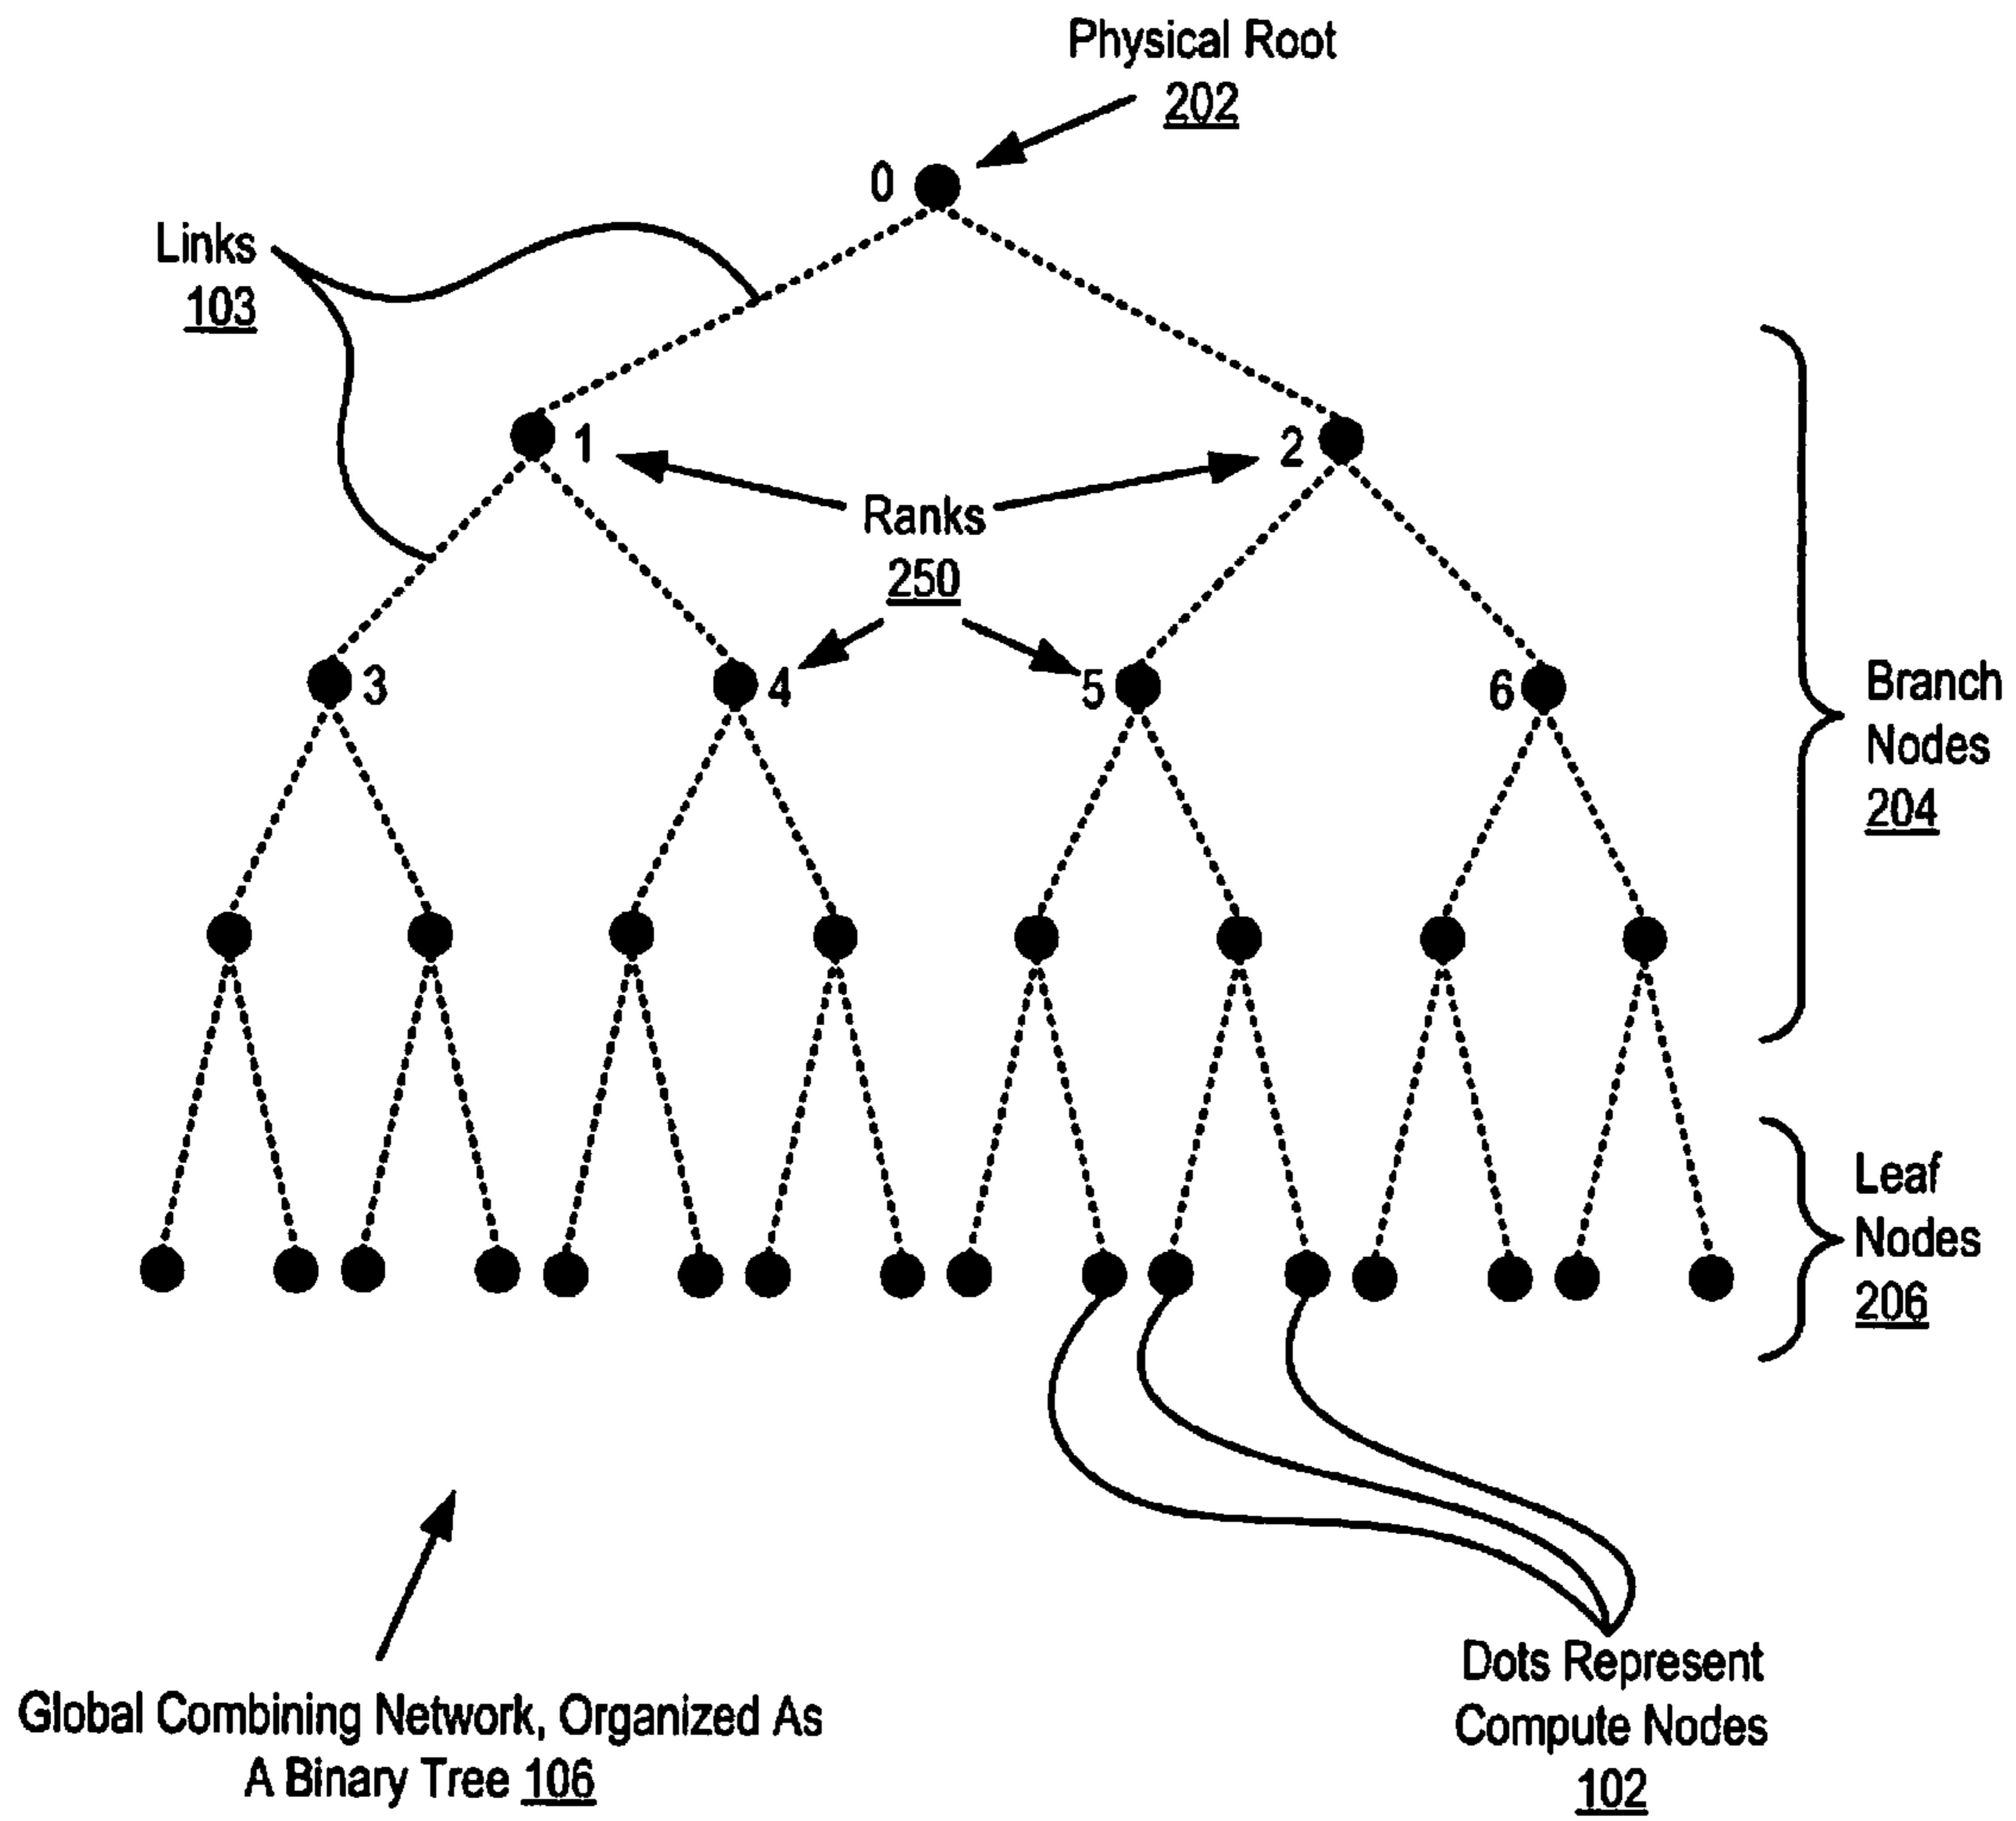 Physical Root
202
0
Links
103
1
2
Ranks
250
3
4
5
6
Branch
Nodes
204
Leaf
Nodes
206
Global Combining Network, Organized As
A Binary Tree 106
Dots Represent
Compute Nodes
102